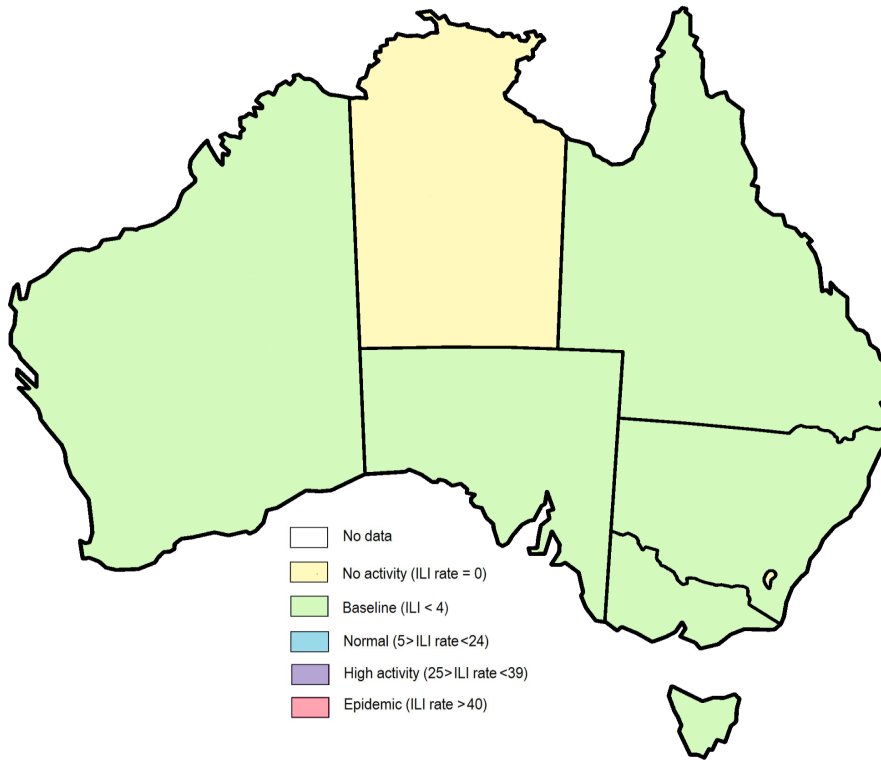 No data
No activity (ILI rate = 0)
Baseline (ILI < 4)
Normal (5> ILI rate <24)
High activity (25> ILI rate <39)
Epidemic (ILI rate >40)